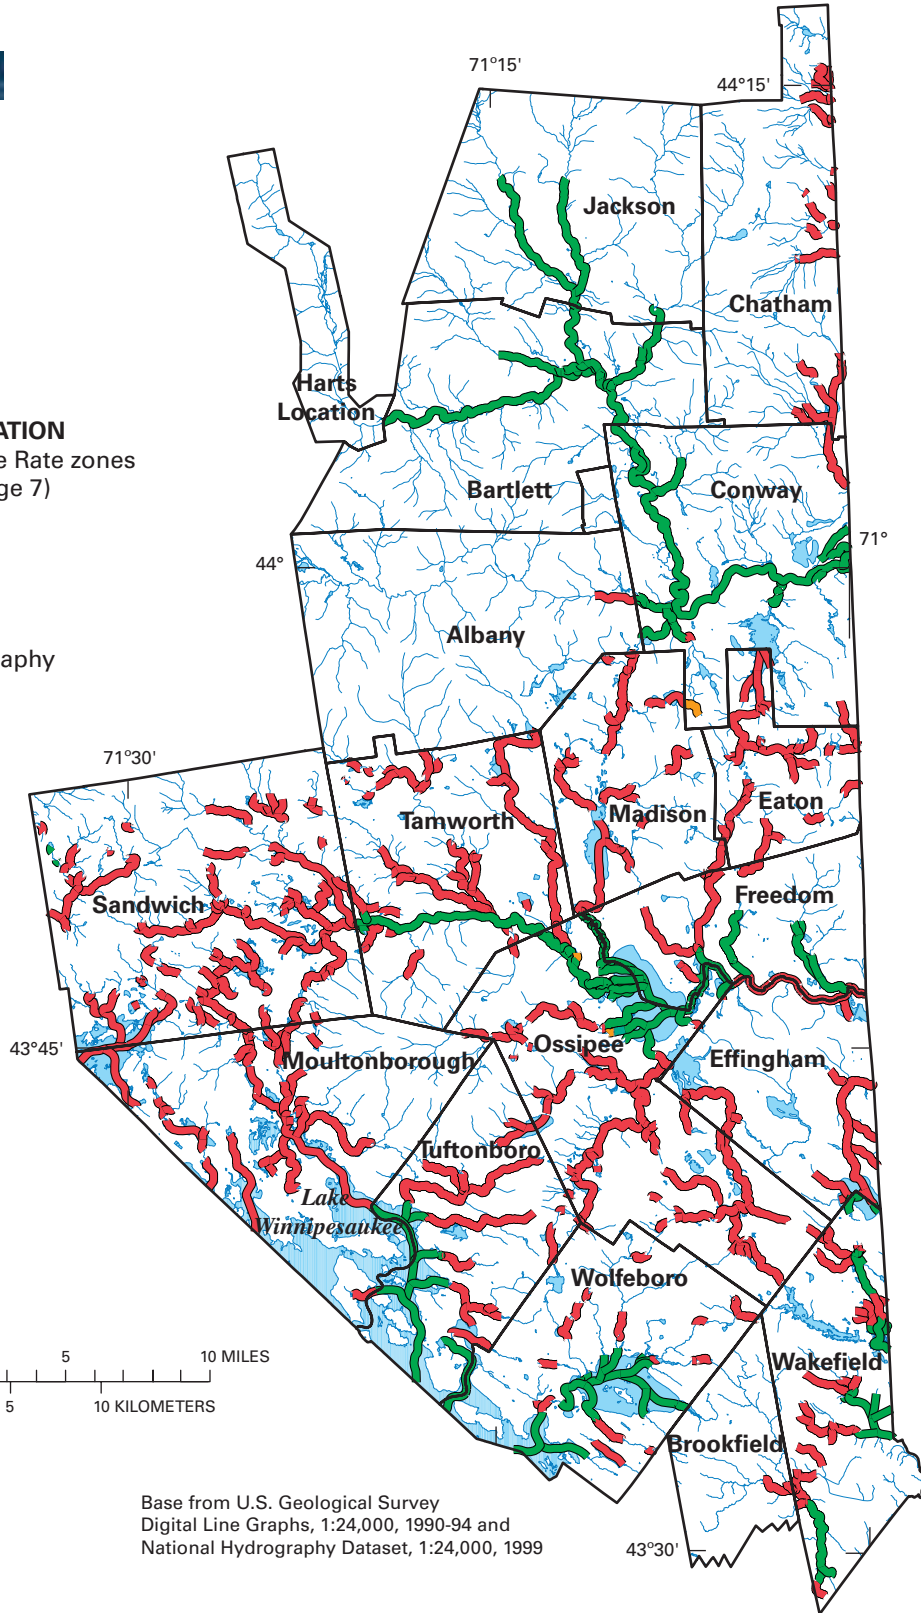 71°15'
44°15'
Jackson
Chatham
Harts
Location
ATION
e Rate zones
ge 7)
Bartlett
Conway
71°
44°
Albany
aphy
71°30'
Tamworth
Madison
Eaton
Sandwich
Freedom
43°45'
Ossipee
Moultonborough
Effingham
Tuftonboro
Lake
Winnipesaukee
Wolfeboro
5
10 MILES
Wakefield
5
10 KILOMETERS
Brookfield
Base from U.S. Geological Survey
Digital Line Graphs, 1:24,000, 1990-94 and
National Hydrography Dataset, 1:24,000, 1999
43°30'